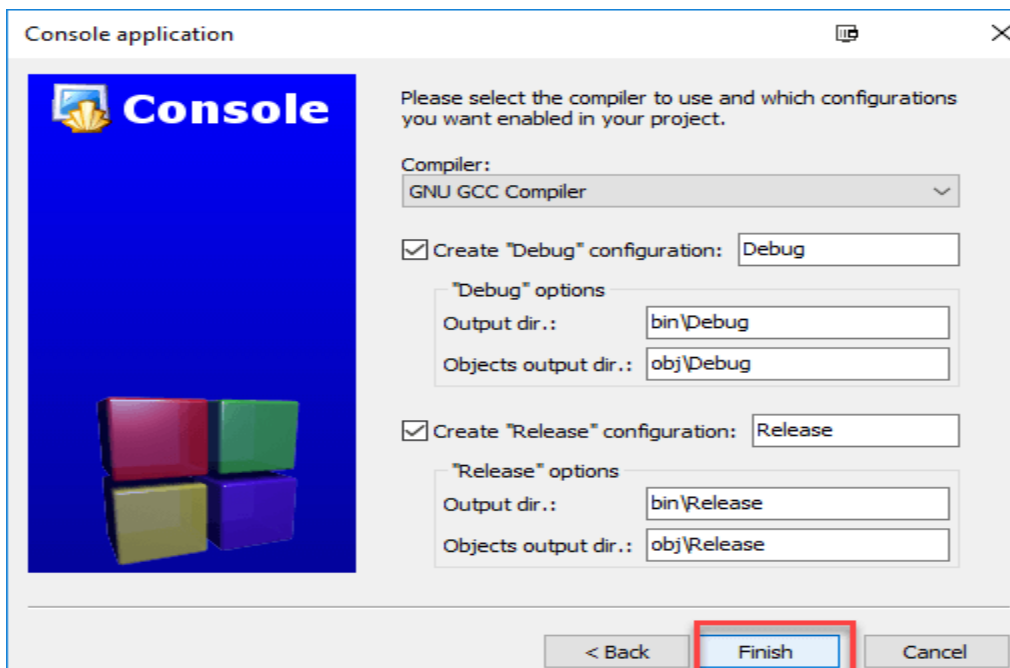 Console application
Console
Please select the compiler to use and which configurations
you want enabled in your project.
Compiler:
GNU GCC Compiler
Create "Debug" configuration: Debug
"Debug" options
Output dir.: bin\Debug
Objects output dir.: obj\Debug
Create "Release" configuration: Release
"Release" options
Output dir.: bin\Release
Objects output dir.: obj\Release
< Back Finish Cancel